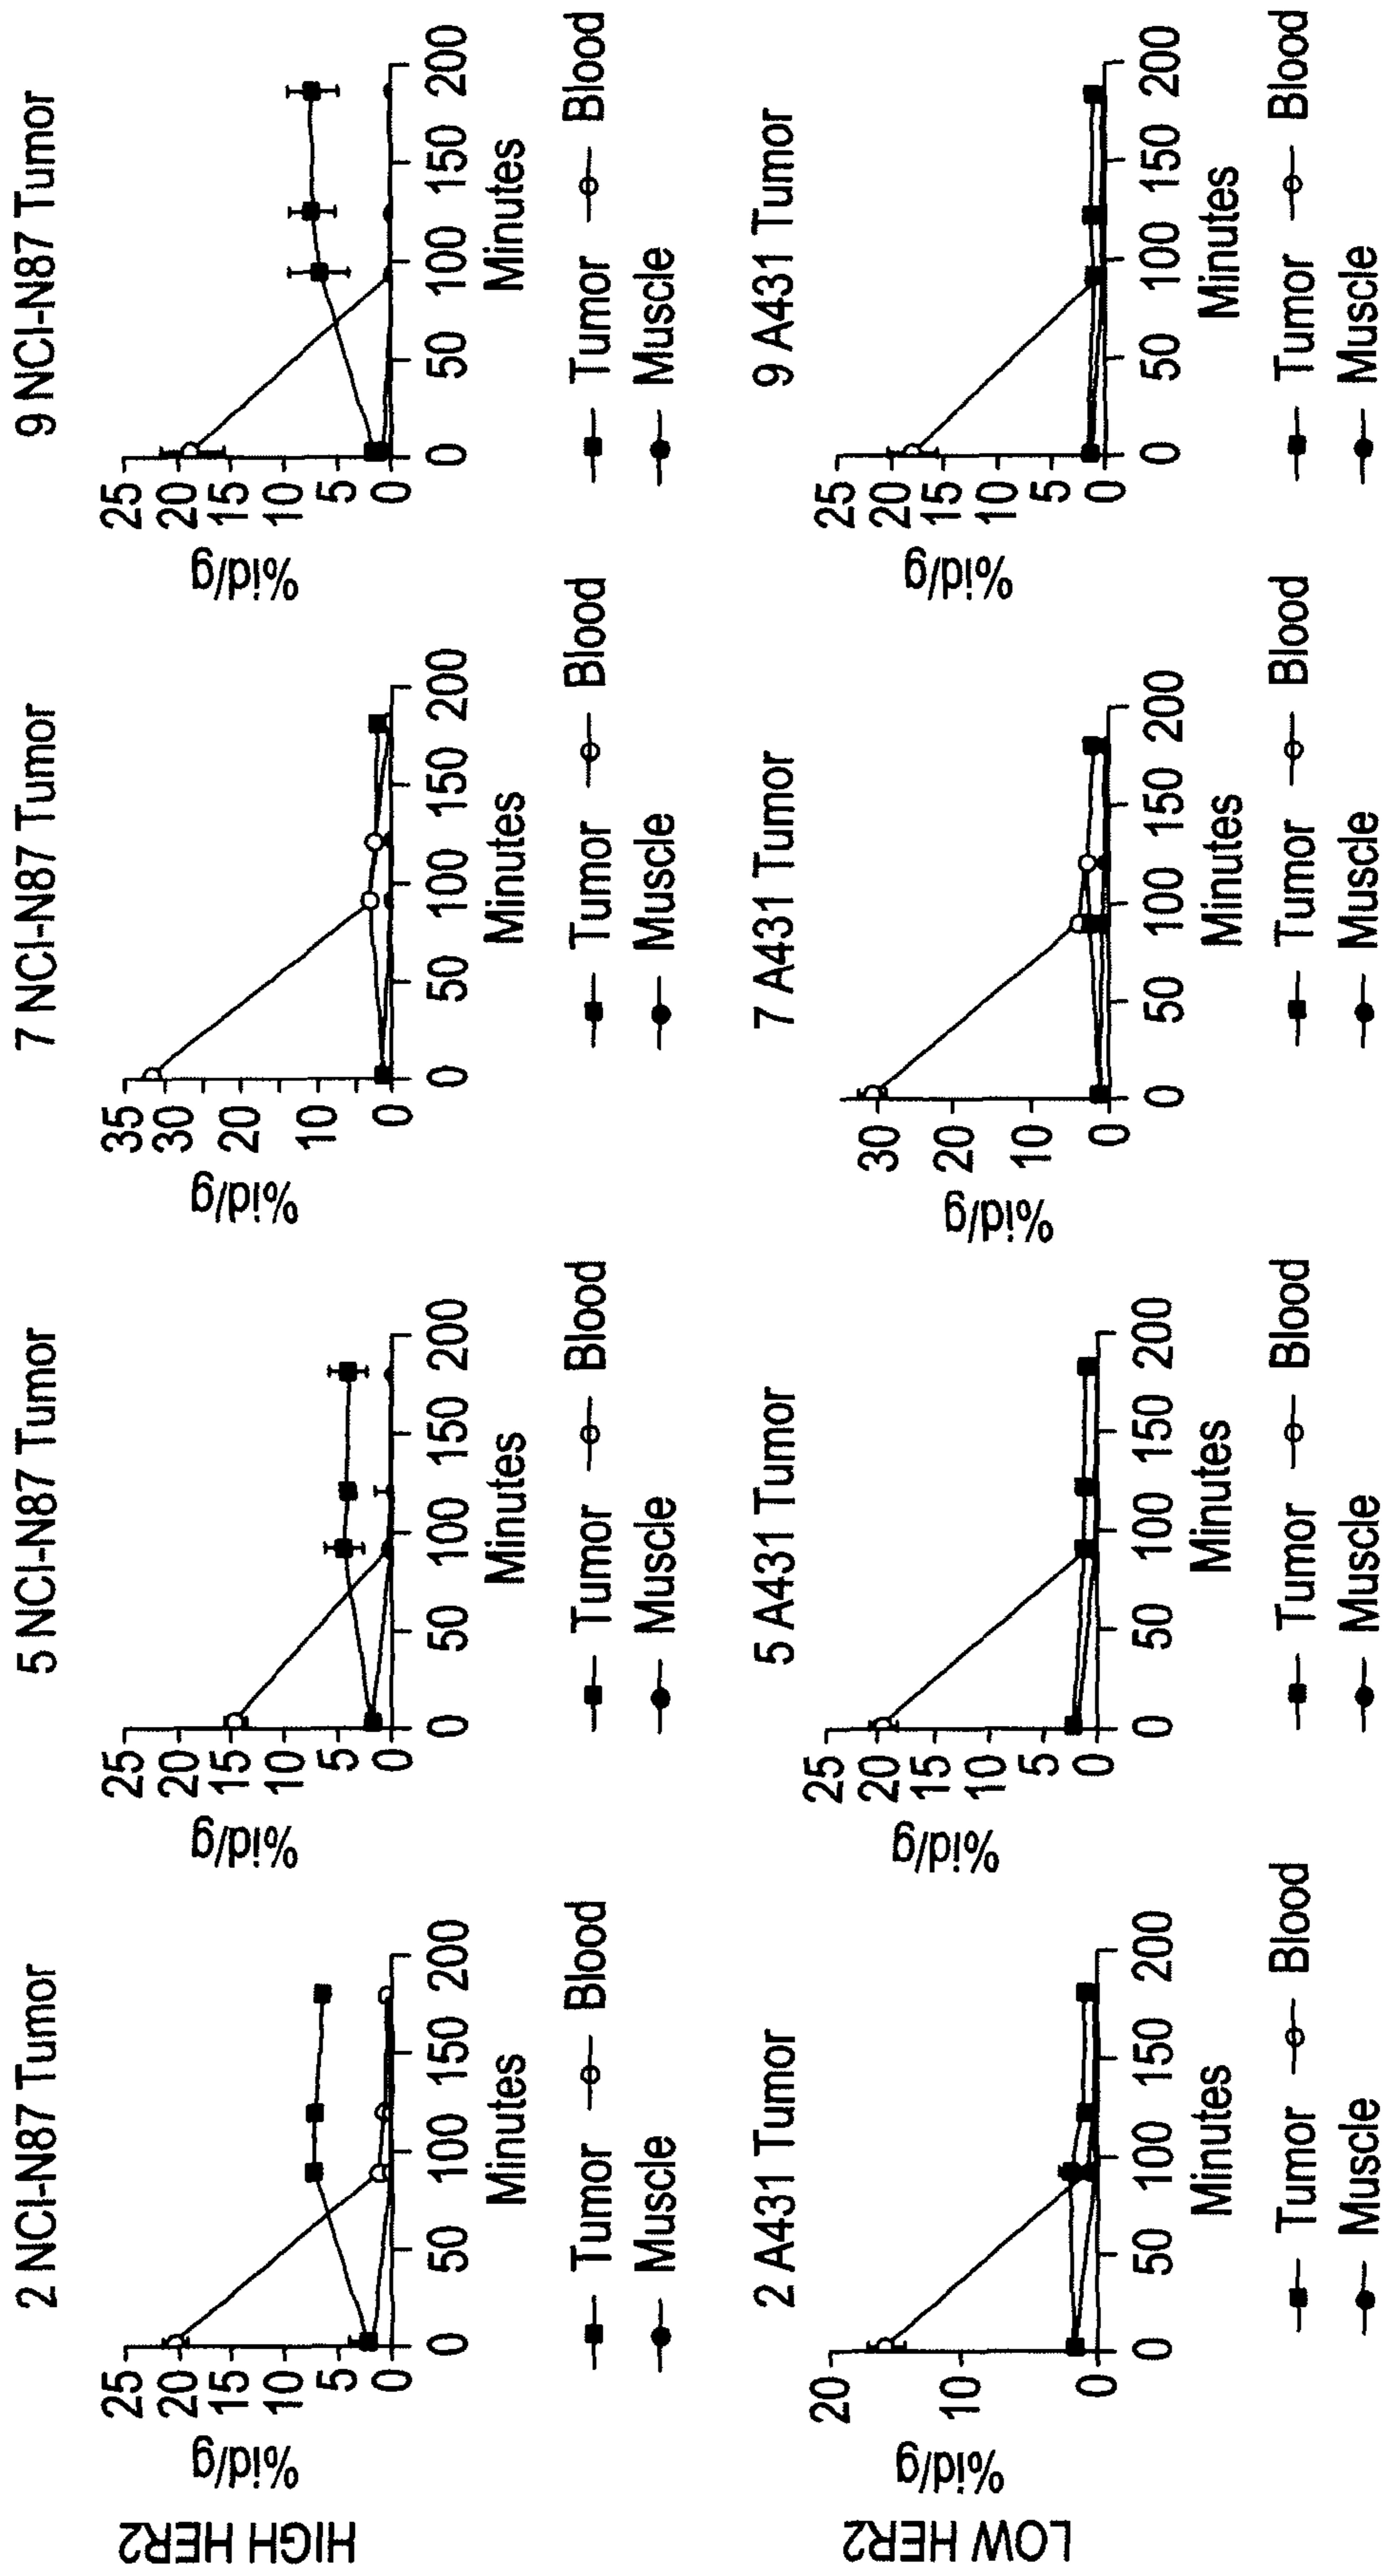 HIGH HER2
2 NCI-N87 Tumor
%id/g
25
20
15
10
5
0
0 50 100 150 200
Minutes
Tumor Blood
Muscle
5 NCI-N87 Tumor
%id/g
25
20
15
10
5
0
0 50 100 150 200
Minutes
Tumor Blood
Muscle
7 NCI-N87 Tumor
%id/g
35
30
20
10
0
0 50 100 150 200
Minutes
Tumor Blood
Muscle
9 NCI-N87 Tumor
%id/g
25
20
15
10
5
0
0 50 100 150 200
Minutes
Tumor Blood
Muscle
LOW HER2
2 A431 Tumor
%id/g
20
10
0
0 50 100 150 200
Minutes
Tumor Blood
Muscle
5 A431 Tumor
%id/g
25
20
15
10
5
0
0 50 100 150 200
Minutes
Tumor Blood
Muscle
7 A431 Tumor
%id/g
30
20
10
0
0 50 100 150 200
Minutes
Tumor Blood
Muscle
9 A431 Tumor
%id/g
25
20
15
10
5
0
0 50 100 150 200
Minutes
Tumor Blood
Muscle